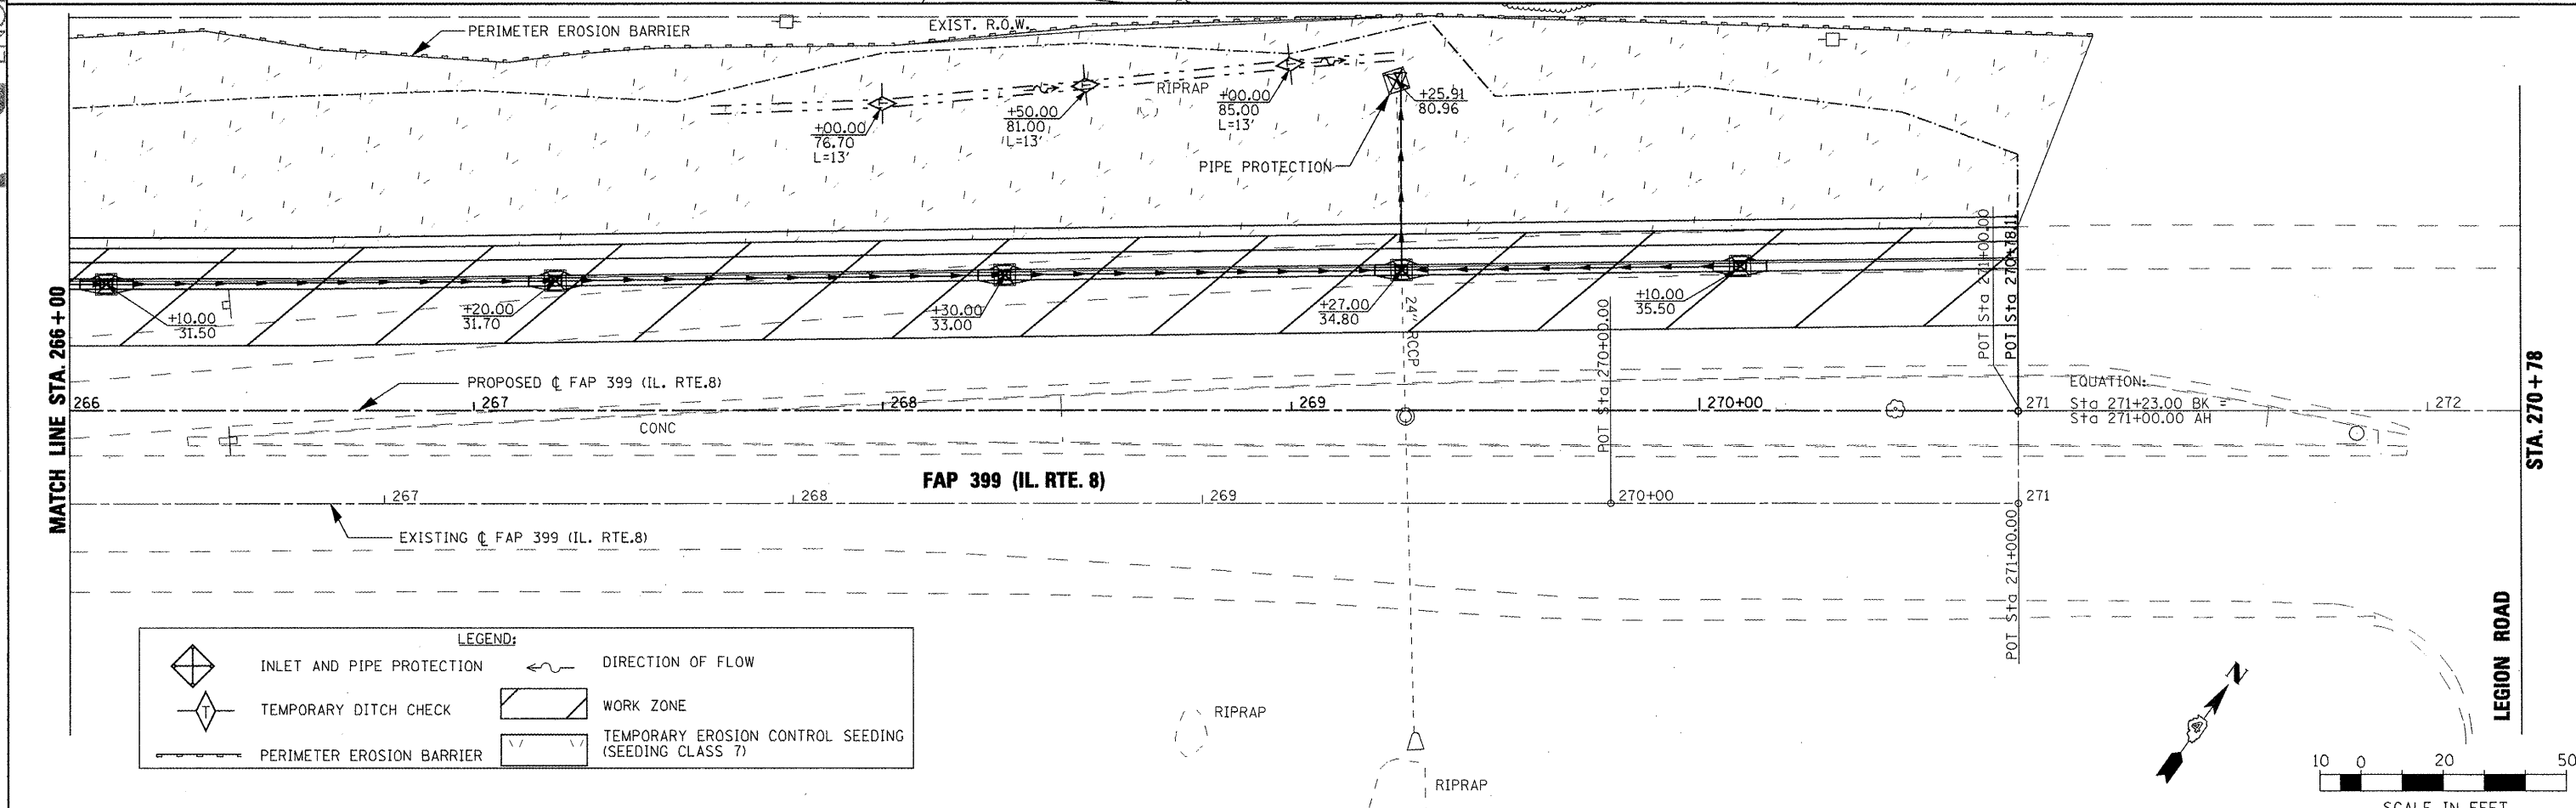 PERIMETER EROSION BARRIER
EXIST. R.O.W.
RIPRAP
+00.00
76.70
L=13'
+50.00
81.00
L=13'
+00.00
85.00
L=13'
+25.91
80.96
PIPE PROTECTION
MATCH LINE STA. 266+00
+10.00
31.50
+20.00
31.70
+30.00
33.00
+27.00
34.80
+10.00
35.50
24" RCCP
POT Sta 270+00.00
POT Sta 271+00.00
POT Sta 270+78.11
PROPOSED ℄ FAP 399 (IL. RTE.8)
266
267
268
269
270+00
271
272
EQUATION:
Sta 271+23.00 BK =
Sta 271+00.00 AH
CONC
FAP 399 (IL. RTE. 8)
267
268
269
270+00
271
EXISTING ℄ FAP 399 (IL. RTE.8)
POT Sta 271+00.00
STA. 270+78
LEGION ROAD
LEGEND:
INLET AND PIPE PROTECTION
DIRECTION OF FLOW
T
TEMPORARY DITCH CHECK
WORK ZONE
PERIMETER EROSION BARRIER
TEMPORARY EROSION CONTROL SEEDING
(SEEDING CLASS 7)
RIPRAP
RIPRAP
N
10 0 20 50
SCALE IN FEET